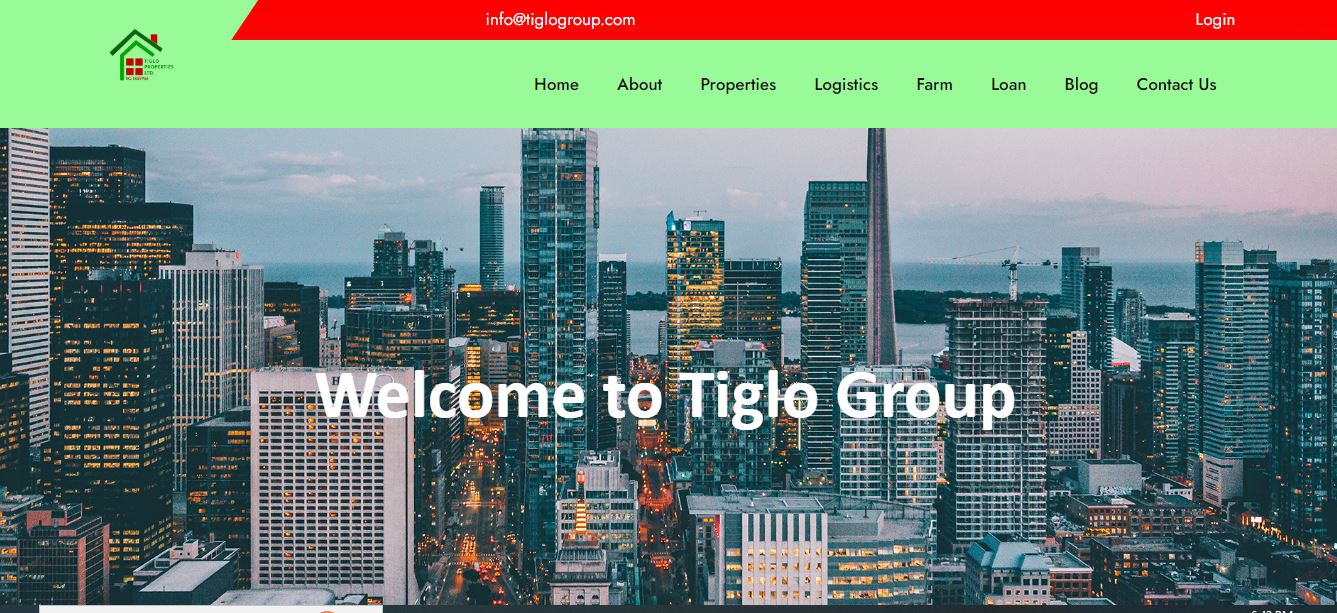 info@tiglogroup.com
Login
TIGLO
PROPERTIES
LTD.
Home
About
Properties
Logistics
Farm
Loan
Blog
Contact Us
Welcome to Tiglo Group